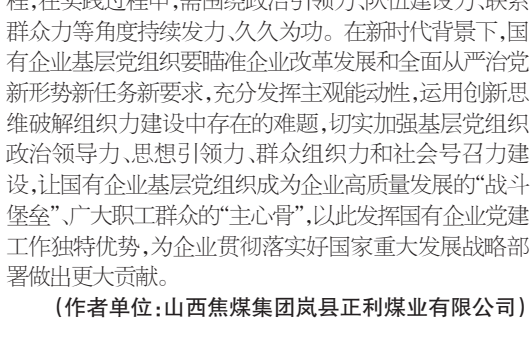 程,在实践过程中,需围绕政治引领力、队伍建设力、联系
群众力等角度持续发力、久久为功。在新时代背景下,国
有企业基层党组织要瞄准企业改革发展和全面从严治党
新形势新任务新要求,充分发挥主观能动性,运用创新思
维破解组织力建设中存在的难题,切实加强基层党组织
政治领导力、思想引领力、群众组织力和社会号召力建
设,让国有企业基层党组织成为企业高质量发展的“战斗
堡垒”、广大职工群众的“主心骨”,以此发挥国有企业党建
工作独特优势,为企业贯彻落实好国家重大发展战略部
署做出更大贡献。
(作者单位:山西焦煤集团岚县正利煤业有限公司)